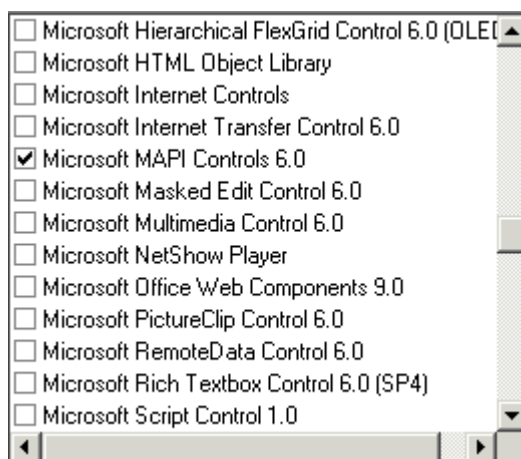 Microsoft Hierarchical FlexGrid Control 6.0 (OLED
Microsoft HTML Object Library
Microsoft Internet Controls
Microsoft Internet Transfer Control 6.0
Microsoft MAPI Controls 6.0
Microsoft Masked Edit Control 6.0
Microsoft Multimedia Control 6.0
Microsoft NetShow Player
Microsoft Office Web Components 9.0
Microsoft PictureClip Control 6.0
Microsoft RemoteData Control 6.0
Microsoft Rich Textbox Control 6.0 (SP4)
Microsoft Script Control 1.0